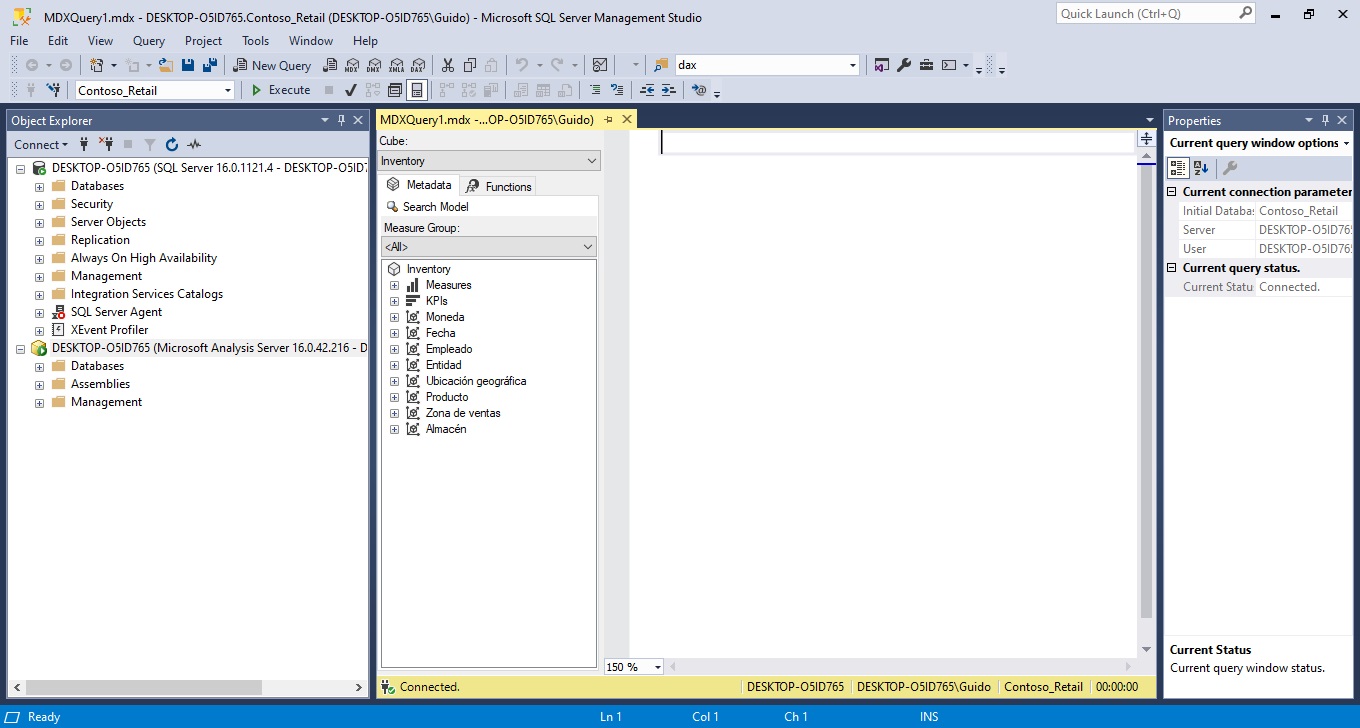 MDXQuery1.mdx - DESKTOP-O5ID765.Contoso_Retail (DESKTOP-O5ID765\Guido) - Microsoft SQL Server Management Studio
Quick Launch (Ctrl+Q)
File Edit View Query Project Tools Window Help
New Query MDX DMX XMLA DAX dax
Contoso_Retail Execute
Object Explorer
Connect
DESKTOP-O5ID765 (SQL Server 16.0.1121.4 - DESKTOP-O5ID7
Databases
Security
Server Objects
Replication
Always On High Availability
Management
Integration Services Catalogs
SQL Server Agent
XEvent Profiler
DESKTOP-O5ID765 (Microsoft Analysis Server 16.0.42.216 - D
Databases
Assemblies
Management
MDXQuery1.mdx -...OP-O5ID765\Guido)
Cube:
Inventory
Metadata Functions
Search Model
Measure Group:
<All>
Inventory
Measures
KPIs
Moneda
Fecha
Empleado
Entidad
Ubicación geográfica
Producto
Zona de ventas
Almacén
150 %
Connected. DESKTOP-O5ID765 DESKTOP-O5ID765\Guido Contoso_Retail 00:00:00
Properties
Current query window options
Current connection parameter
Initial Databas Contoso_Retail
Server DESKTOP-O5ID765
User DESKTOP-O5ID765
Current query status.
Current Statu Connected.
Current Status
Current query window status.
Ready Ln 1 Col 1 Ch 1 INS